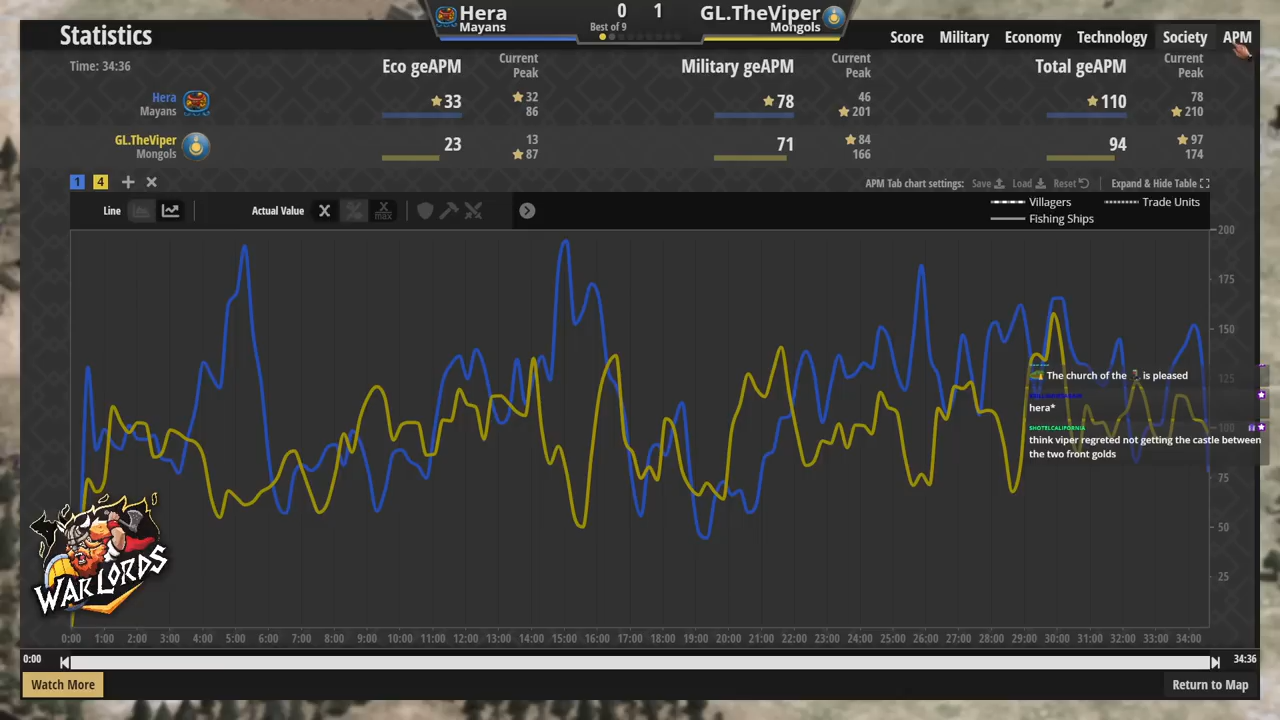 Hera 0 1 GL.TheViper
Mayans Best of 9 Mongols
Statistics
Score Military Economy Technology Society APM
Time: 34:36
Eco geAPM Current Peak
Military geAPM Current Peak
Total geAPM Current Peak
Hera
Mayans
33 32 86
78 46 201
110 78 210
GL.TheViper
Mongols
23 13 87
71 84 166
94 97 174
1 4
APM Tab chart settings: Save Load Reset Expand & Hide Table
Line Actual Value X % X max
Villagers Trade Units
Fishing Ships
200
175
150
125
100
75
50
25
The church of the is pleased
hera*
SHOTELCALIFORNIA
think viper regretted not getting the castle between
the two front golds
WARLORDS
0:00 1:00 2:00 3:00 4:00 5:00 6:00 7:00 8:00 9:00 10:00 11:00 12:00 13:00 14:00 15:00 16:00 17:00 18:00 19:00 20:00 21:00 22:00 23:00 24:00 25:00 26:00 27:00 28:00 29:00 30:00 31:00 32:00 33:00 34:00
0:00 34:36
Watch More Return to Map